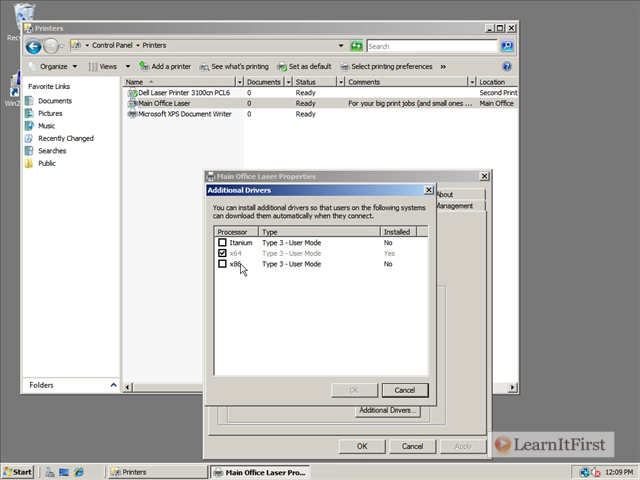 Recy
Win2
Printers
Control Panel ▸ Printers
Search
Organize
Views
Add a printer
See what's printing
Set as default
Select printing preferences
»
Favorite Links
Documents
Pictures
Music
Recently Changed
Searches
Public
Folders
Name Documents Status Comments Location
Dell Laser Printer 3100cn PCL6 0 Ready Second Print
Main Office Laser 0 Ready For your big print jobs (and small ones ... Main Office
Microsoft XPS Document Writer 0 Ready
Main Office Laser Properties
About
Management
Additional Drivers
You can install additional drivers so that users on the following systems
can download them automatically when they connect.
Processor Type Installed
Itanium Type 3 - User Mode No
x64 Type 3 - User Mode Yes
x86 Type 3 - User Mode No
OK Cancel
Additional Drivers...
OK Cancel Apply
LearnItFirst
Start
Printers
Main Office Laser Pro...
12:09 PM